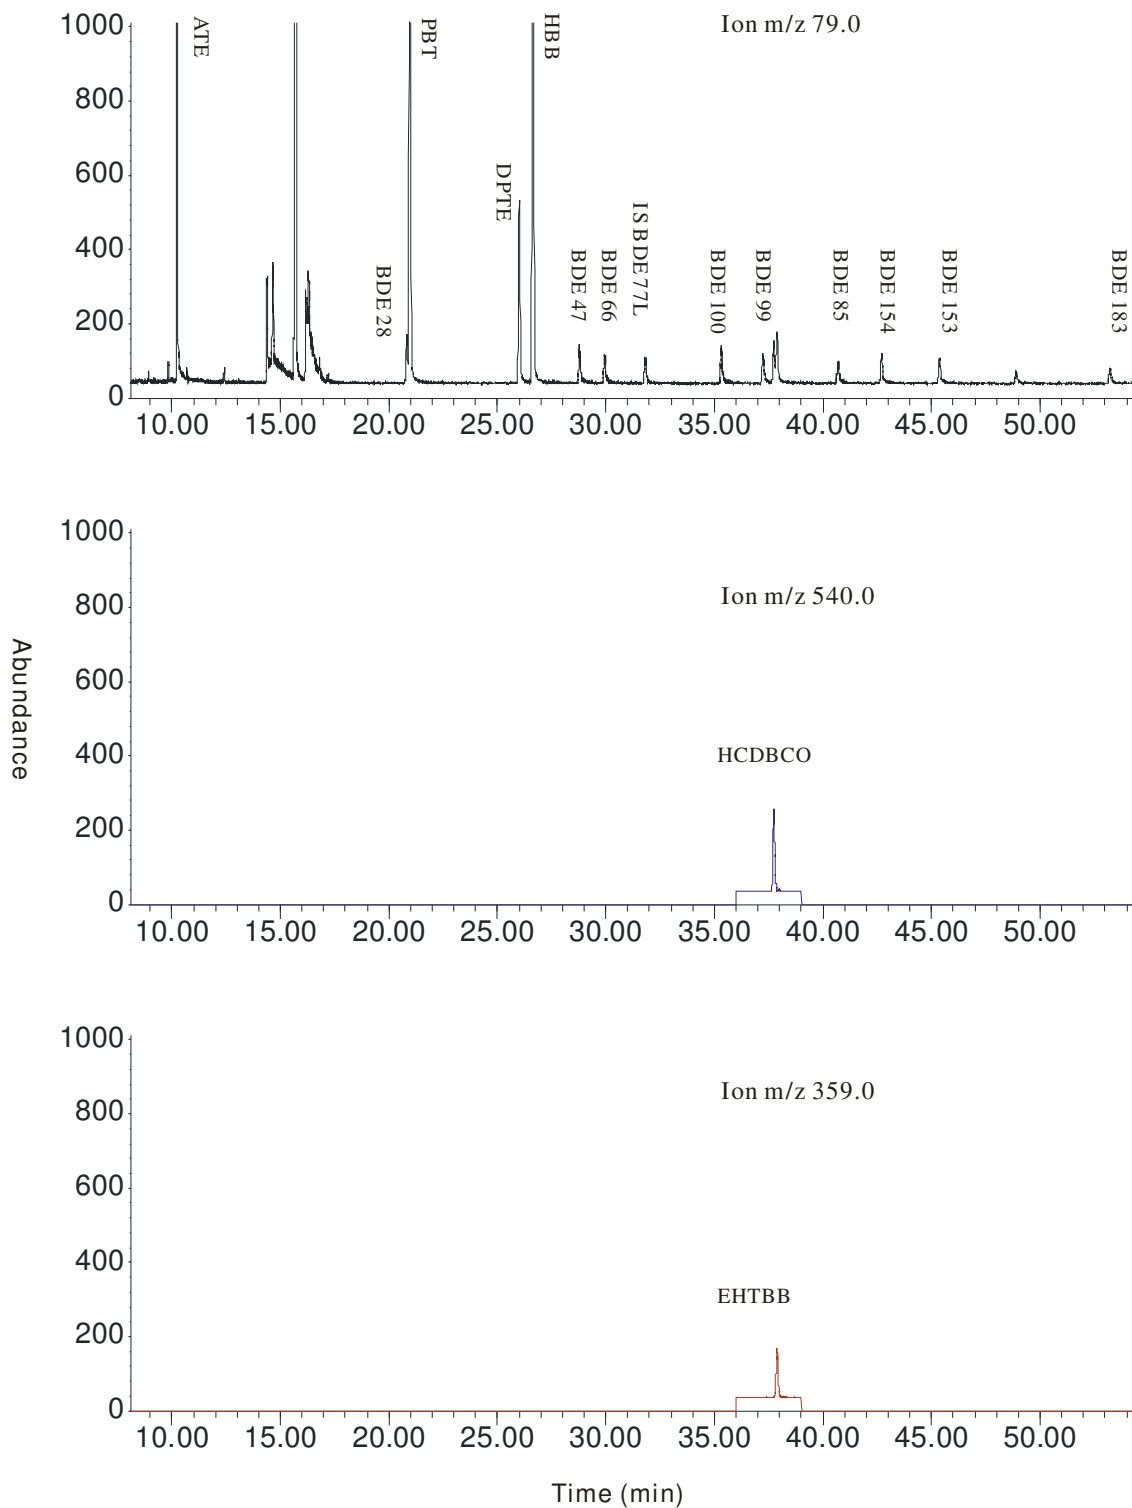 Ion m/z 79.0
1000
800
600
400
200
0
ATE
BDE 28
PBT
DPTE
HBB
BDE 47
BDE 66
ISBDE 77L
BDE 100
BDE 99
BDE 85
BDE 154
BDE 153
BDE 183
10.00 15.00 20.00 25.00 30.00 35.00 40.00 45.00 50.00
Abundance
Ion m/z 540.0
1000
800
600
400
200
0
HCDBCO
10.00 15.00 20.00 25.00 30.00 35.00 40.00 45.00 50.00
Ion m/z 359.0
1000
800
600
400
200
0
EHTBB
10.00 15.00 20.00 25.00 30.00 35.00 40.00 45.00 50.00
Time (min)